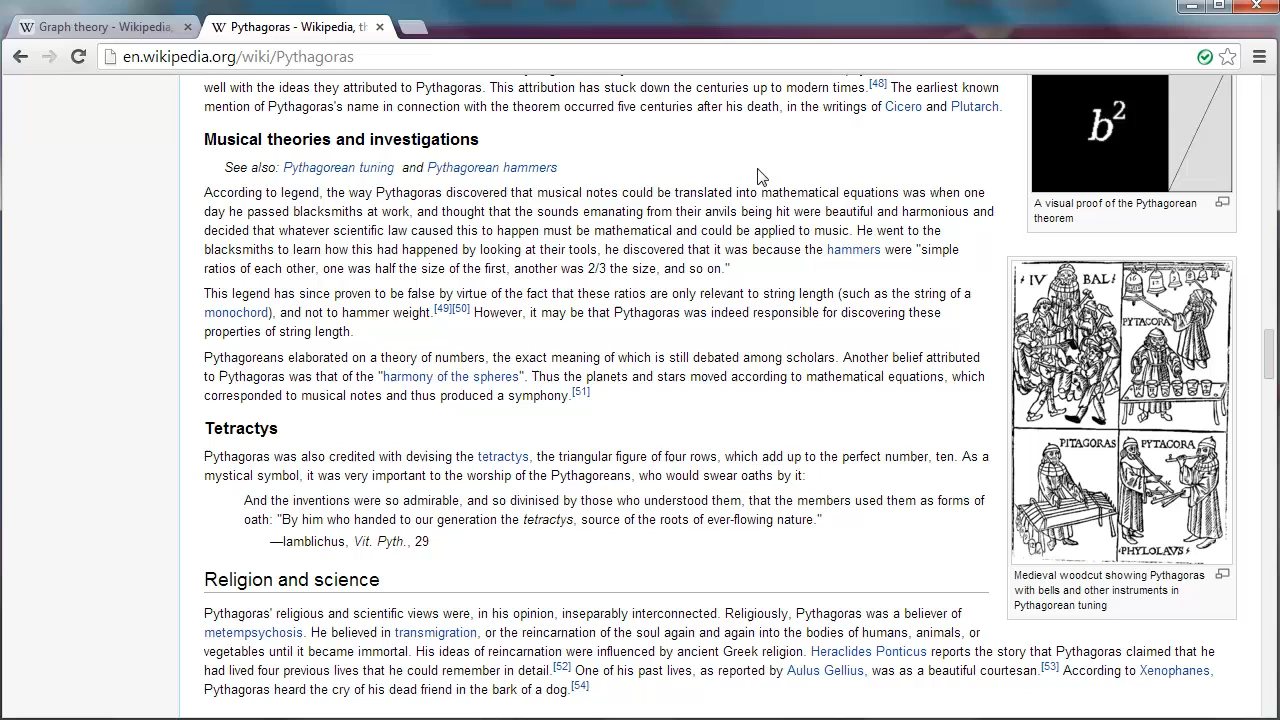 Graph theory - Wikipedia,
Pythagoras - Wikipedia, th
en.wikipedia.org/wiki/Pythagoras
well with the ideas they attributed to Pythagoras. This attribution has stuck down the centuries up to modern times.[48] The earliest known
mention of Pythagoras's name in connection with the theorem occurred five centuries after his death, in the writings of Cicero and Plutarch.
Musical theories and investigations
See also: Pythagorean tuning and Pythagorean hammers
According to legend, the way Pythagoras discovered that musical notes could be translated into mathematical equations was when one
day he passed blacksmiths at work, and thought that the sounds emanating from their anvils being hit were beautiful and harmonious and
decided that whatever scientific law caused this to happen must be mathematical and could be applied to music. He went to the
blacksmiths to learn how this had happened by looking at their tools, he discovered that it was because the hammers were "simple
ratios of each other, one was half the size of the first, another was 2/3 the size, and so on."
This legend has since proven to be false by virtue of the fact that these ratios are only relevant to string length (such as the string of a
monochord), and not to hammer weight.[49][50] However, it may be that Pythagoras was indeed responsible for discovering these
properties of string length.
Pythagoreans elaborated on a theory of numbers, the exact meaning of which is still debated among scholars. Another belief attributed
to Pythagoras was that of the "harmony of the spheres". Thus the planets and stars moved according to mathematical equations, which
corresponded to musical notes and thus produced a symphony.[51]
Tetractys
Pythagoras was also credited with devising the tetractys, the triangular figure of four rows, which add up to the perfect number, ten. As a
mystical symbol, it was very important to the worship of the Pythagoreans, who would swear oaths by it:
And the inventions were so admirable, and so divinised by those who understood them, that the members used them as forms of
oath: "By him who handed to our generation the tetractys, source of the roots of ever-flowing nature."
—Iamblichus, Vit. Pyth., 29
Religion and science
Pythagoras' religious and scientific views were, in his opinion, inseparably interconnected. Religiously, Pythagoras was a believer of
metempsychosis. He believed in transmigration, or the reincarnation of the soul again and again into the bodies of humans, animals, or
vegetables until it became immortal. His ideas of reincarnation were influenced by ancient Greek religion. Heraclides Ponticus reports the story that Pythagoras claimed that he
had lived four previous lives that he could remember in detail.[52] One of his past lives, as reported by Aulus Gellius, was as a beautiful courtesan.[53] According to Xenophanes,
Pythagoras heard the cry of his dead friend in the bark of a dog.[54]
b²
A visual proof of the Pythagorean
theorem
IV BAL
PYTACORA
PITAGORAS
PYTACORA
PHYLOLAVS
Medieval woodcut showing Pythagoras
with bells and other instruments in
Pythagorean tuning